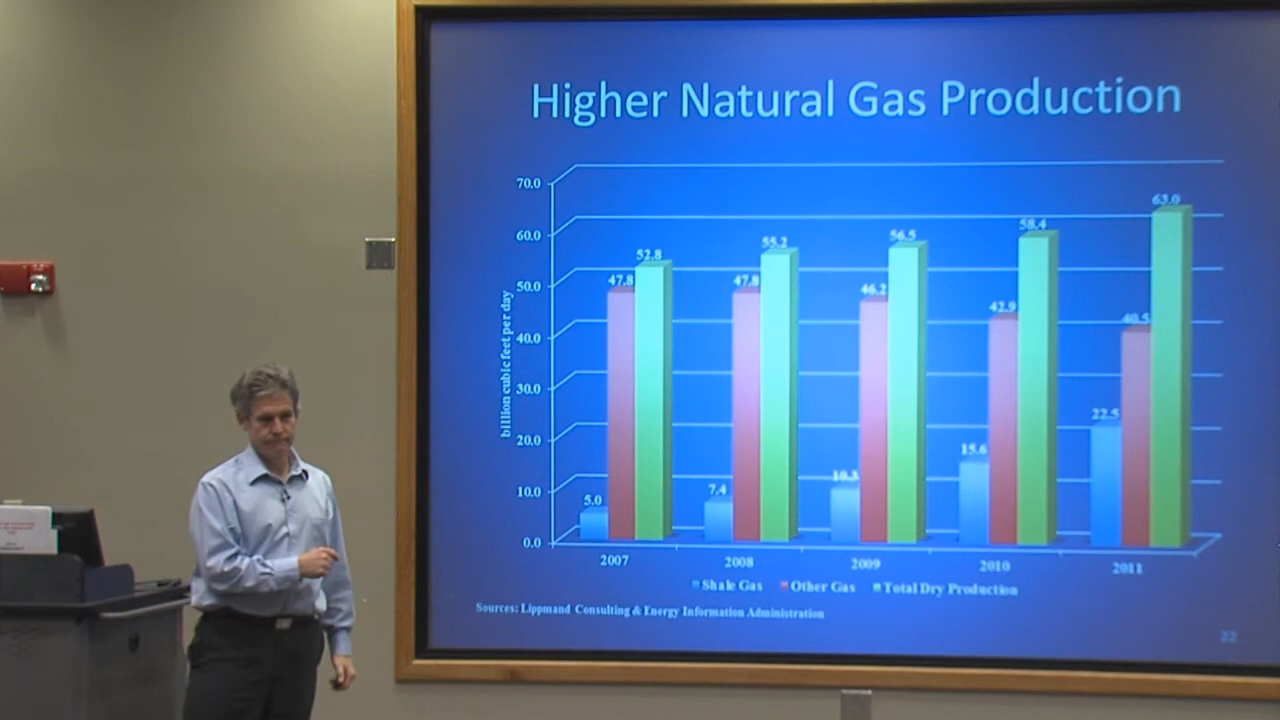 Higher Natural Gas Production
billion cubic feet per day
70.0
60.0
50.0
40.0
30.0
20.0
10.0
0.0
5.0 47.8 52.8
7.4 47.8 55.2
10.3 46.2 56.5
15.6 42.9 58.4
22.5 40.5 63.0
2007 2008 2009 2010 2011
Shale Gas Other Gas Total Dry Production
Sources: Lippmand Consulting & Energy Information Administration
22